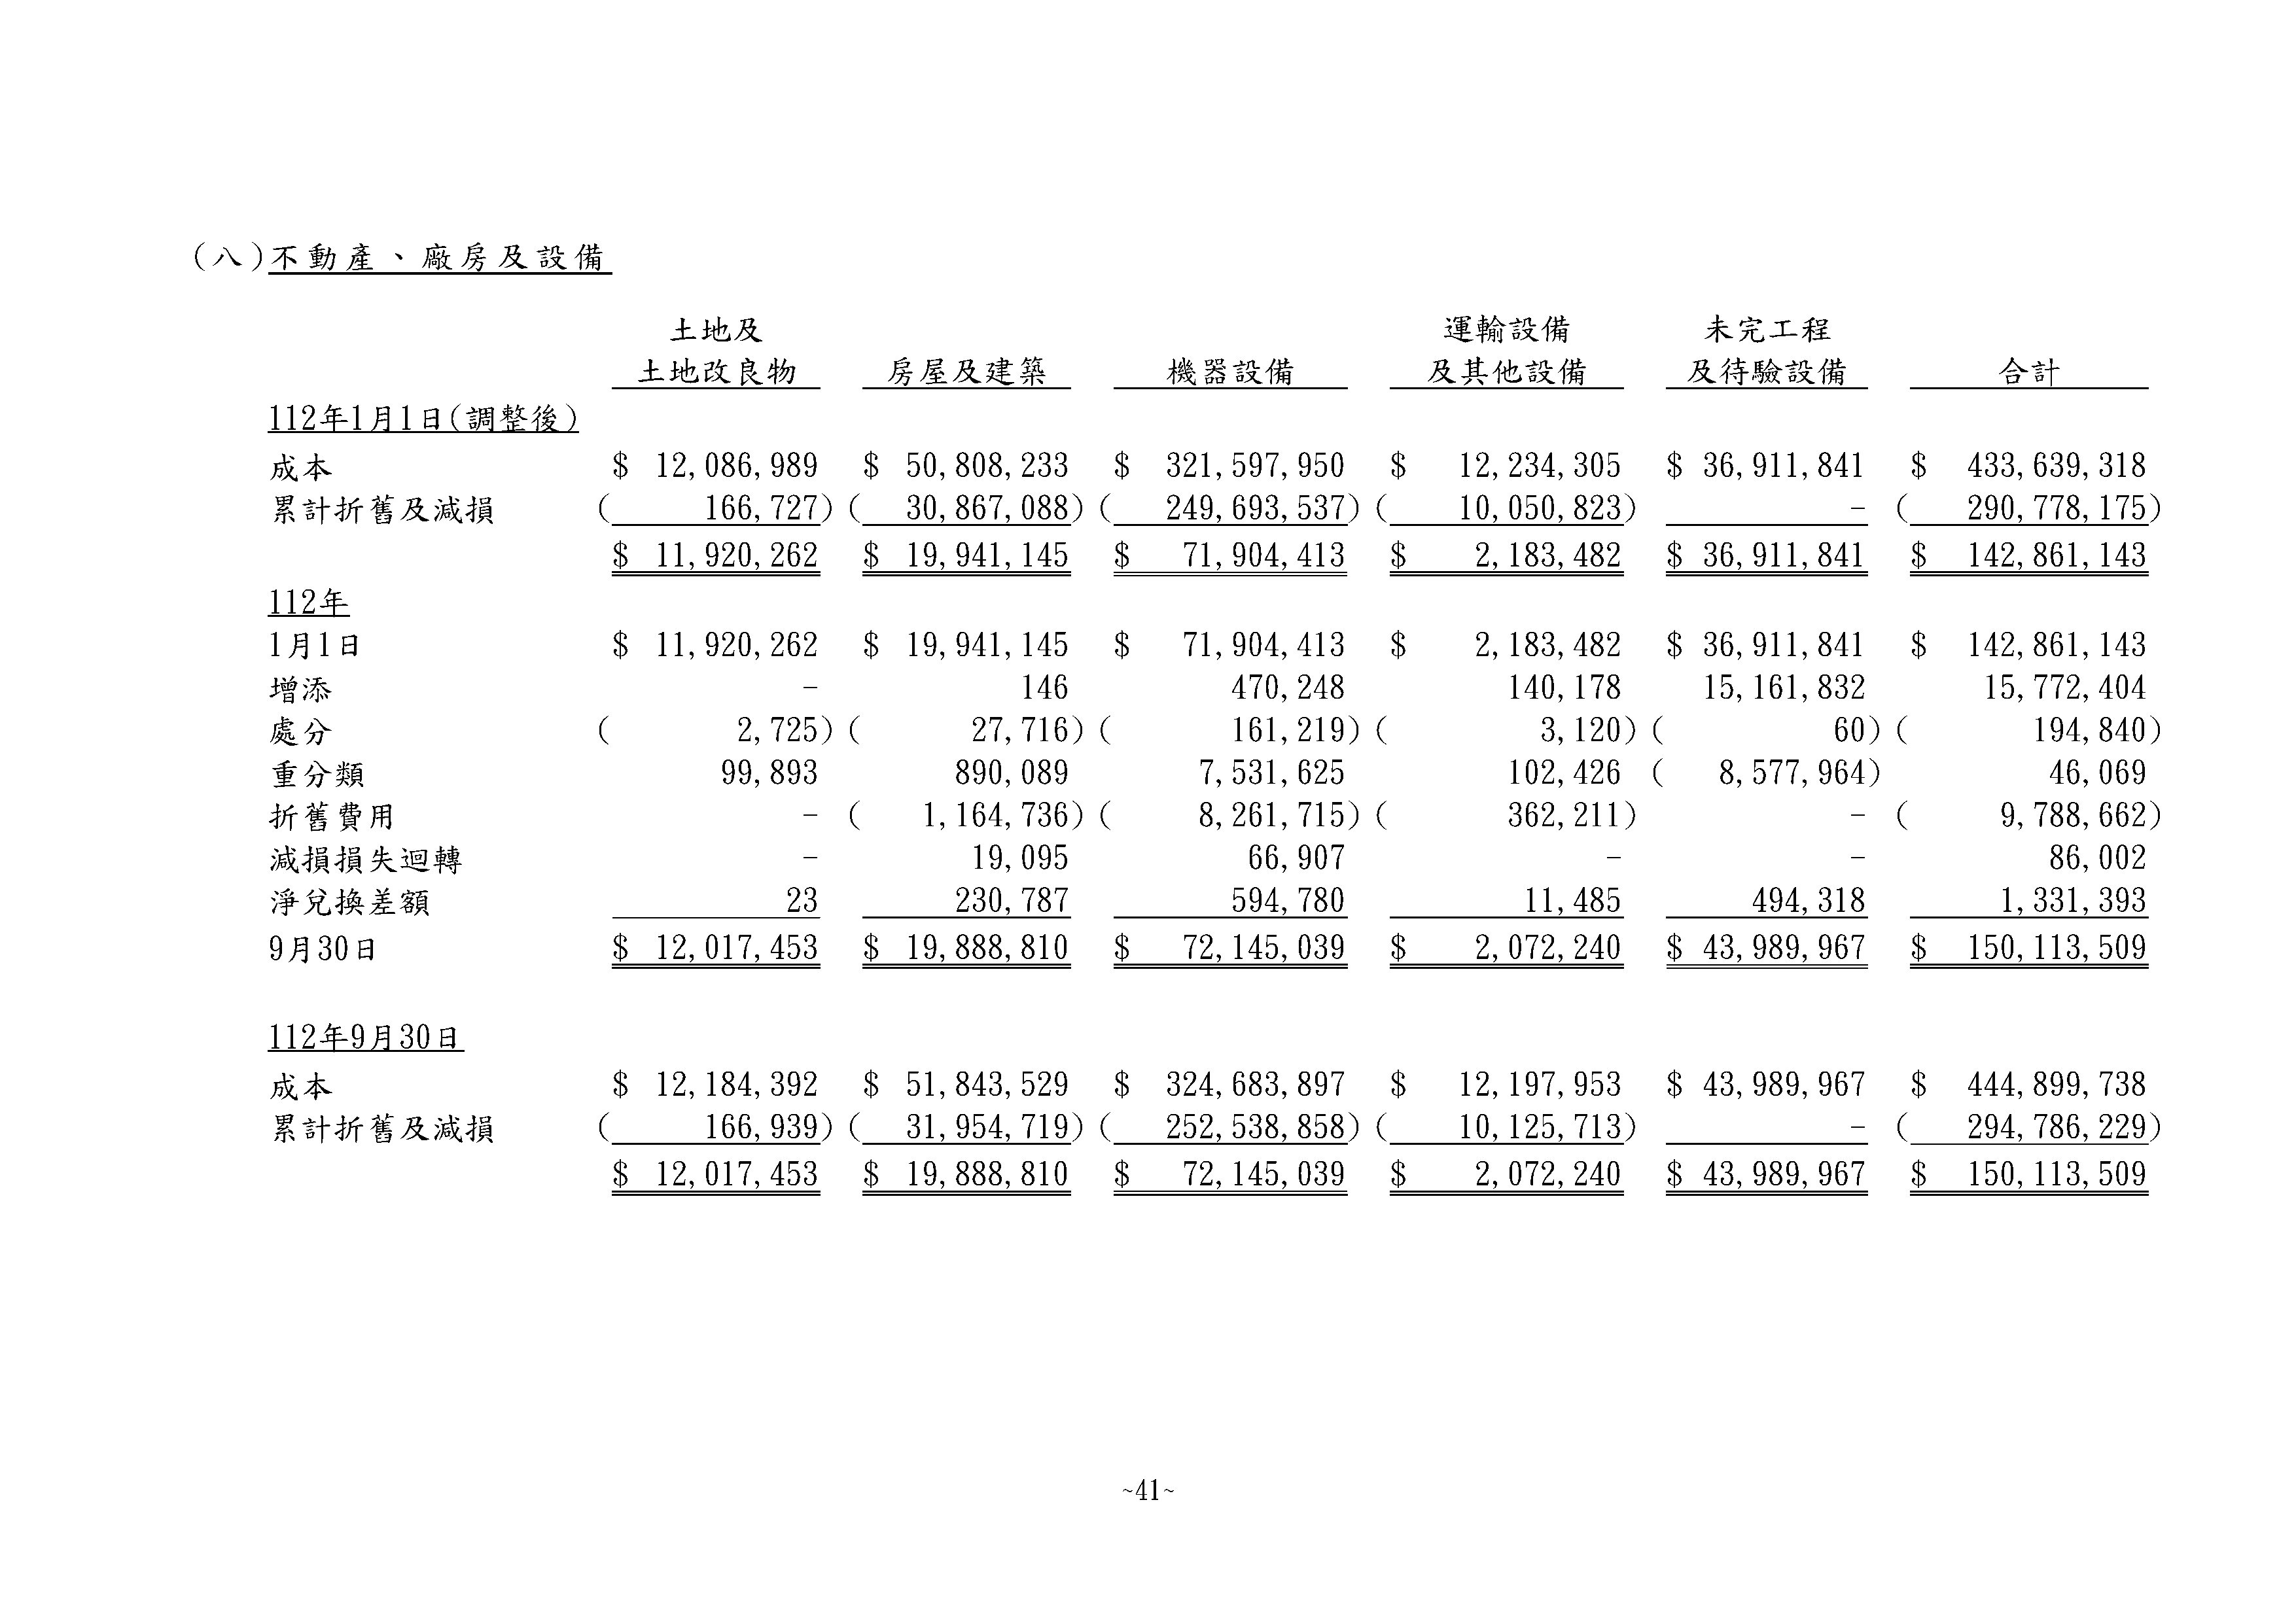 (八)不動產、廠房及設備
土地及 運輸設備 未完工程
土地改良物 房屋及建築 機器設備 及其他設備 及待驗設備 合計
112年1月1日(調整後)
成本 $ 12,086,989 $ 50,808,233 $ 321,597,950 $ 12,234,305 $ 36,911,841 $ 433,639,318
累計折舊及減損 ( 166,727) ( 30,867,088) ( 249,693,537) ( 10,050,823) - ( 290,778,175)
$ 11,920,262 $ 19,941,145 $ 71,904,413 $ 2,183,482 $ 36,911,841 $ 142,861,143
112年
1月1日 $ 11,920,262 $ 19,941,145 $ 71,904,413 $ 2,183,482 $ 36,911,841 $ 142,861,143
增添 - 146 470,248 140,178 15,161,832 15,772,404
處分 ( 2,725) ( 27,716) ( 161,219) ( 3,120) ( 60) ( 194,840)
重分類 99,893 890,089 7,531,625 102,426 ( 8,577,964) 46,069
折舊費用 - ( 1,164,736) ( 8,261,715) ( 362,211) - ( 9,788,662)
減損損失迴轉 - 19,095 66,907 - - 86,002
淨兌換差額 23 230,787 594,780 11,485 494,318 1,331,393
9月30日 $ 12,017,453 $ 19,888,810 $ 72,145,039 $ 2,072,240 $ 43,989,967 $ 150,113,509
112年9月30日
成本 $ 12,184,392 $ 51,843,529 $ 324,683,897 $ 12,197,953 $ 43,989,967 $ 444,899,738
累計折舊及減損 ( 166,939) ( 31,954,719) ( 252,538,858) ( 10,125,713) - ( 294,786,229)
$ 12,017,453 $ 19,888,810 $ 72,145,039 $ 2,072,240 $ 43,989,967 $ 150,113,509
~41~